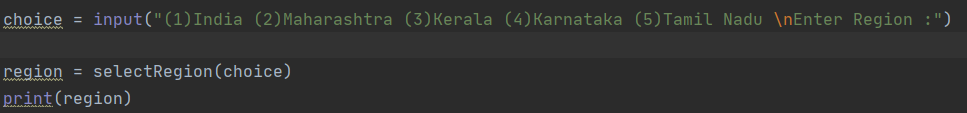 choice = input("(1)India (2)Maharashtra (3)Kerala (4)Karnataka (5)Tamil Nadu \nEnter Region :")
region = selectRegion(choice)
print(region)